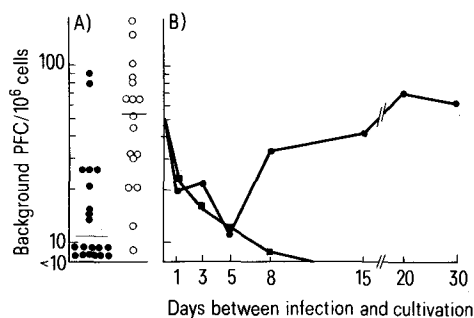 A)
B)
Background PFC/10⁶ cells
100
10
<10
1 3 5 8 15 20 30
Days between infection and cultivation